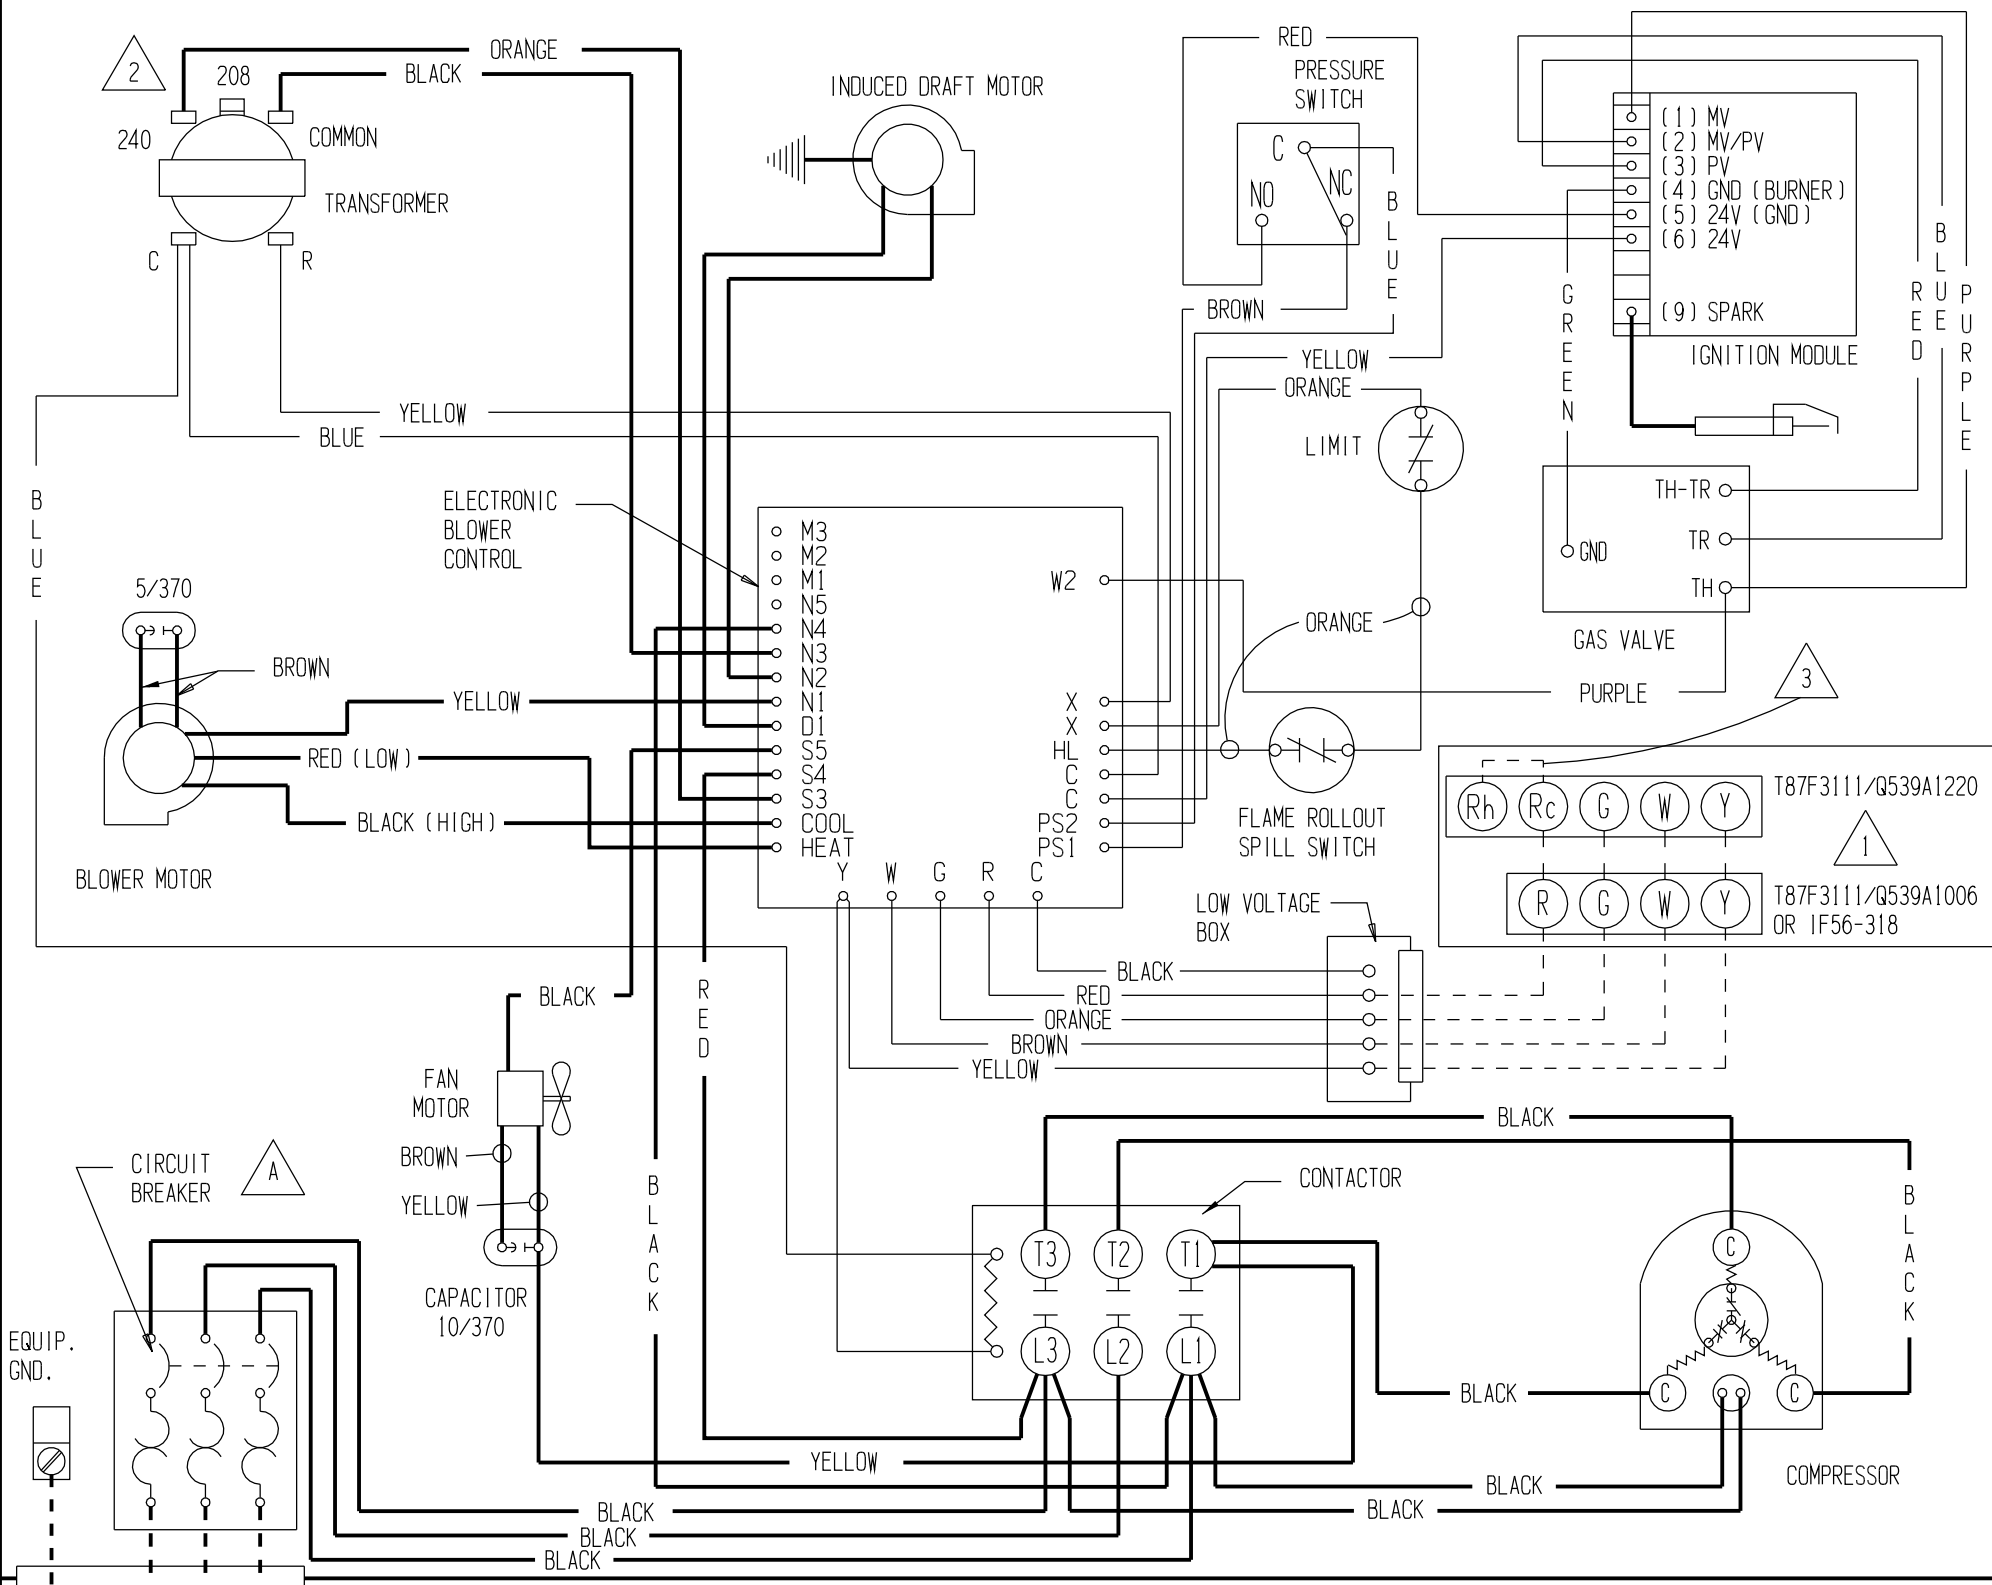 ORANGE
BLACK
2
208
240
COMMON
TRANSFORMER
C
R
INDUCED DRAFT MOTOR
RED
PRESSURE
SWITCH
C
NO
NC
BLUE
BROWN
YELLOW
ORANGE
LIMIT
(1) MV
(2) MV/PV
(3) PV
(4) GND (BURNER)
(5) 24V (GND)
(6) 24V
(9) SPARK
IGNITION MODULE
GREEN
RED
BLUE
PURPLE
TH-TR
TR
GND
TH
GAS VALVE
YELLOW
BLUE
BLUE
ELECTRONIC
BLOWER
CONTROL
5/370
BROWN
YELLOW
RED (LOW)
BLACK (HIGH)
BLOWER MOTOR
M3
M2
M1
N5
N4
N3
N2
N1
D1
S5
S4
S3
COOL
HEAT
W2
X
X
HL
C
C
PS2
PS1
Y
W
G
R
C
ORANGE
PURPLE
3
FLAME ROLLOUT
SPILL SWITCH
Rh
Rc
G
W
Y
T87F3111/Q539A1220
1
R
G
W
Y
T87F3111/Q539A1006
OR IF56-318
LOW VOLTAGE
BOX
BLACK
RED
ORANGE
BROWN
YELLOW
BLACK
RED
FAN
MOTOR
BROWN
YELLOW
CAPACITOR
10/370
BLACK
CIRCUIT
BREAKER
A
EQUIP.
GND.
BLACK
CONTACTOR
T3
T2
T1
L3
L2
L1
BLACK
C
C
C
BLACK
COMPRESSOR
YELLOW
BLACK
BLACK
BLACK
BLACK
BLACK